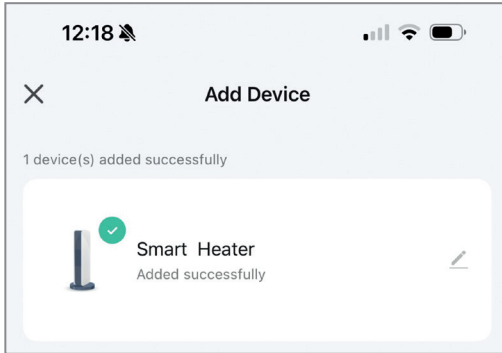 12:18
Add Device
1 device(s) added successfully
Smart Heater
Added successfully